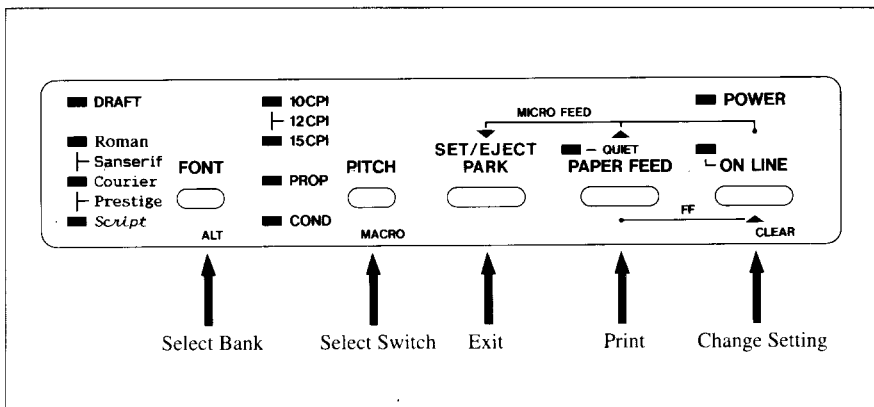 DRAFT
Roman
Sanserif
Courier
Prestige
Script
FONT
ALT
10CPI
12CPI
15CPI
PROP
COND
PITCH
MACRO
MICRO FEED
SET/EJECT
PARK
QUIET
PAPER FEED
FF
POWER
ON LINE
CLEAR
Select Bank
Select Switch
Exit
Print
Change Setting